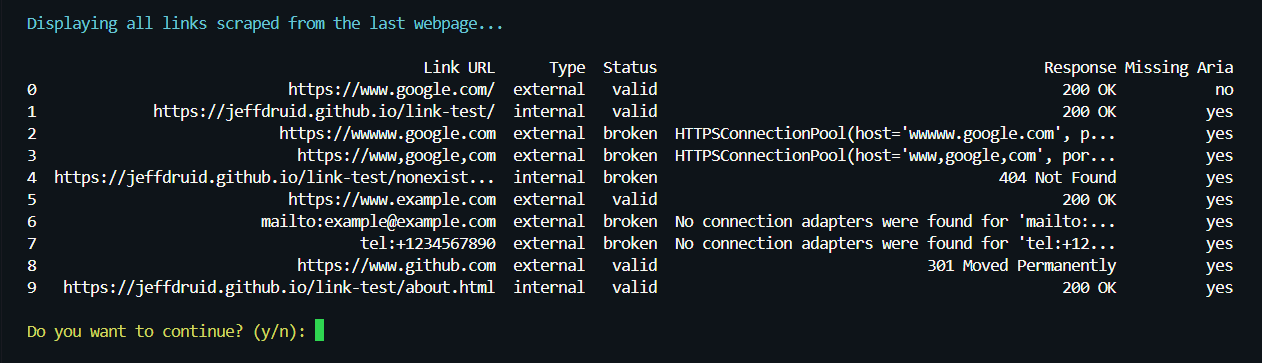 Displaying all links scraped from the last webpage...
Link URL Type Status Response Missing Aria
0 https://www.google.com/ external valid 200 OK no
1 https://jeffdruid.github.io/link-test/ internal valid 200 OK yes
2 https://wwwww.google.com external broken HTTPSConnectionPool(host='wwwww.google.com', p... yes
3 https://www,google,com external broken HTTPSConnectionPool(host='www,google,com', por... yes
4 https://jeffdruid.github.io/link-test/nonexist... internal broken 404 Not Found yes
5 https://www.example.com external valid 200 OK yes
6 mailto:example@example.com external broken No connection adapters were found for 'mailto:... yes
7 tel:+1234567890 external broken No connection adapters were found for 'tel:+12... yes
8 https://www.github.com external valid 301 Moved Permanently yes
9 https://jeffdruid.github.io/link-test/about.html internal valid 200 OK yes
Do you want to continue? (y/n):